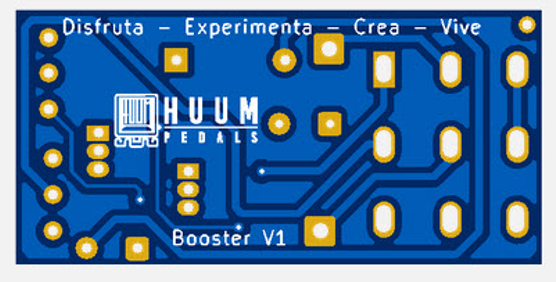 Disfruta - Experimenta - Crea - Vive
HUUM
PEDALS
Booster V1